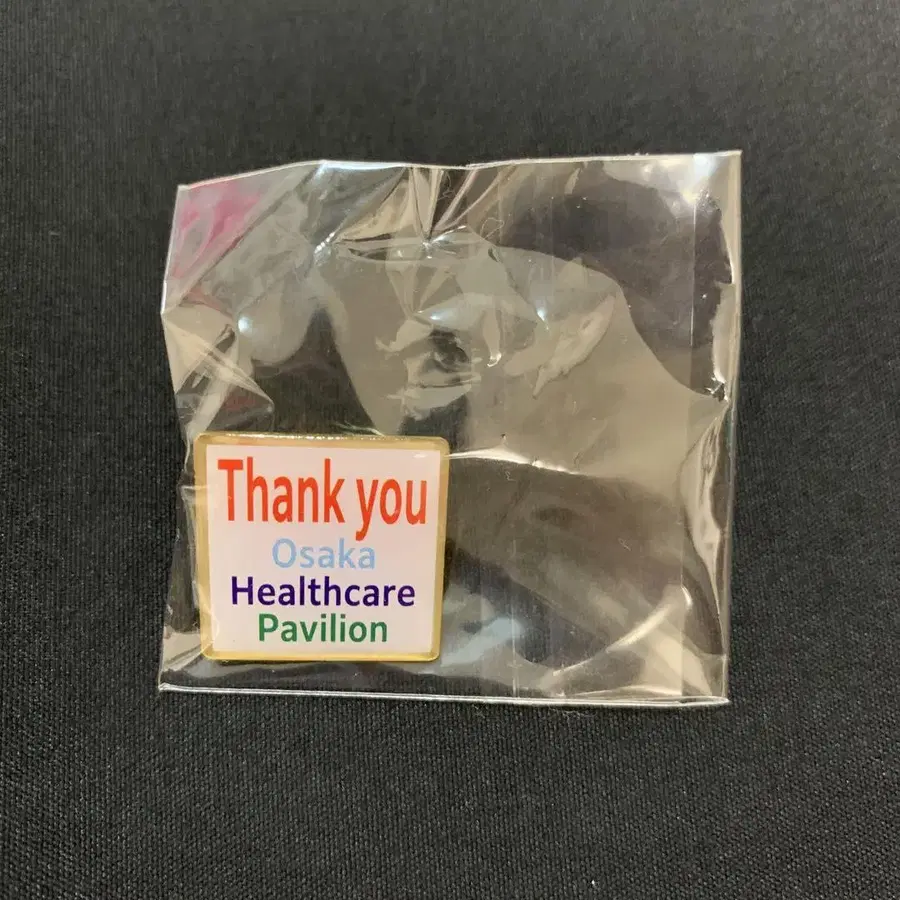 Thank you
Osaka
Healthcare
Pavilion